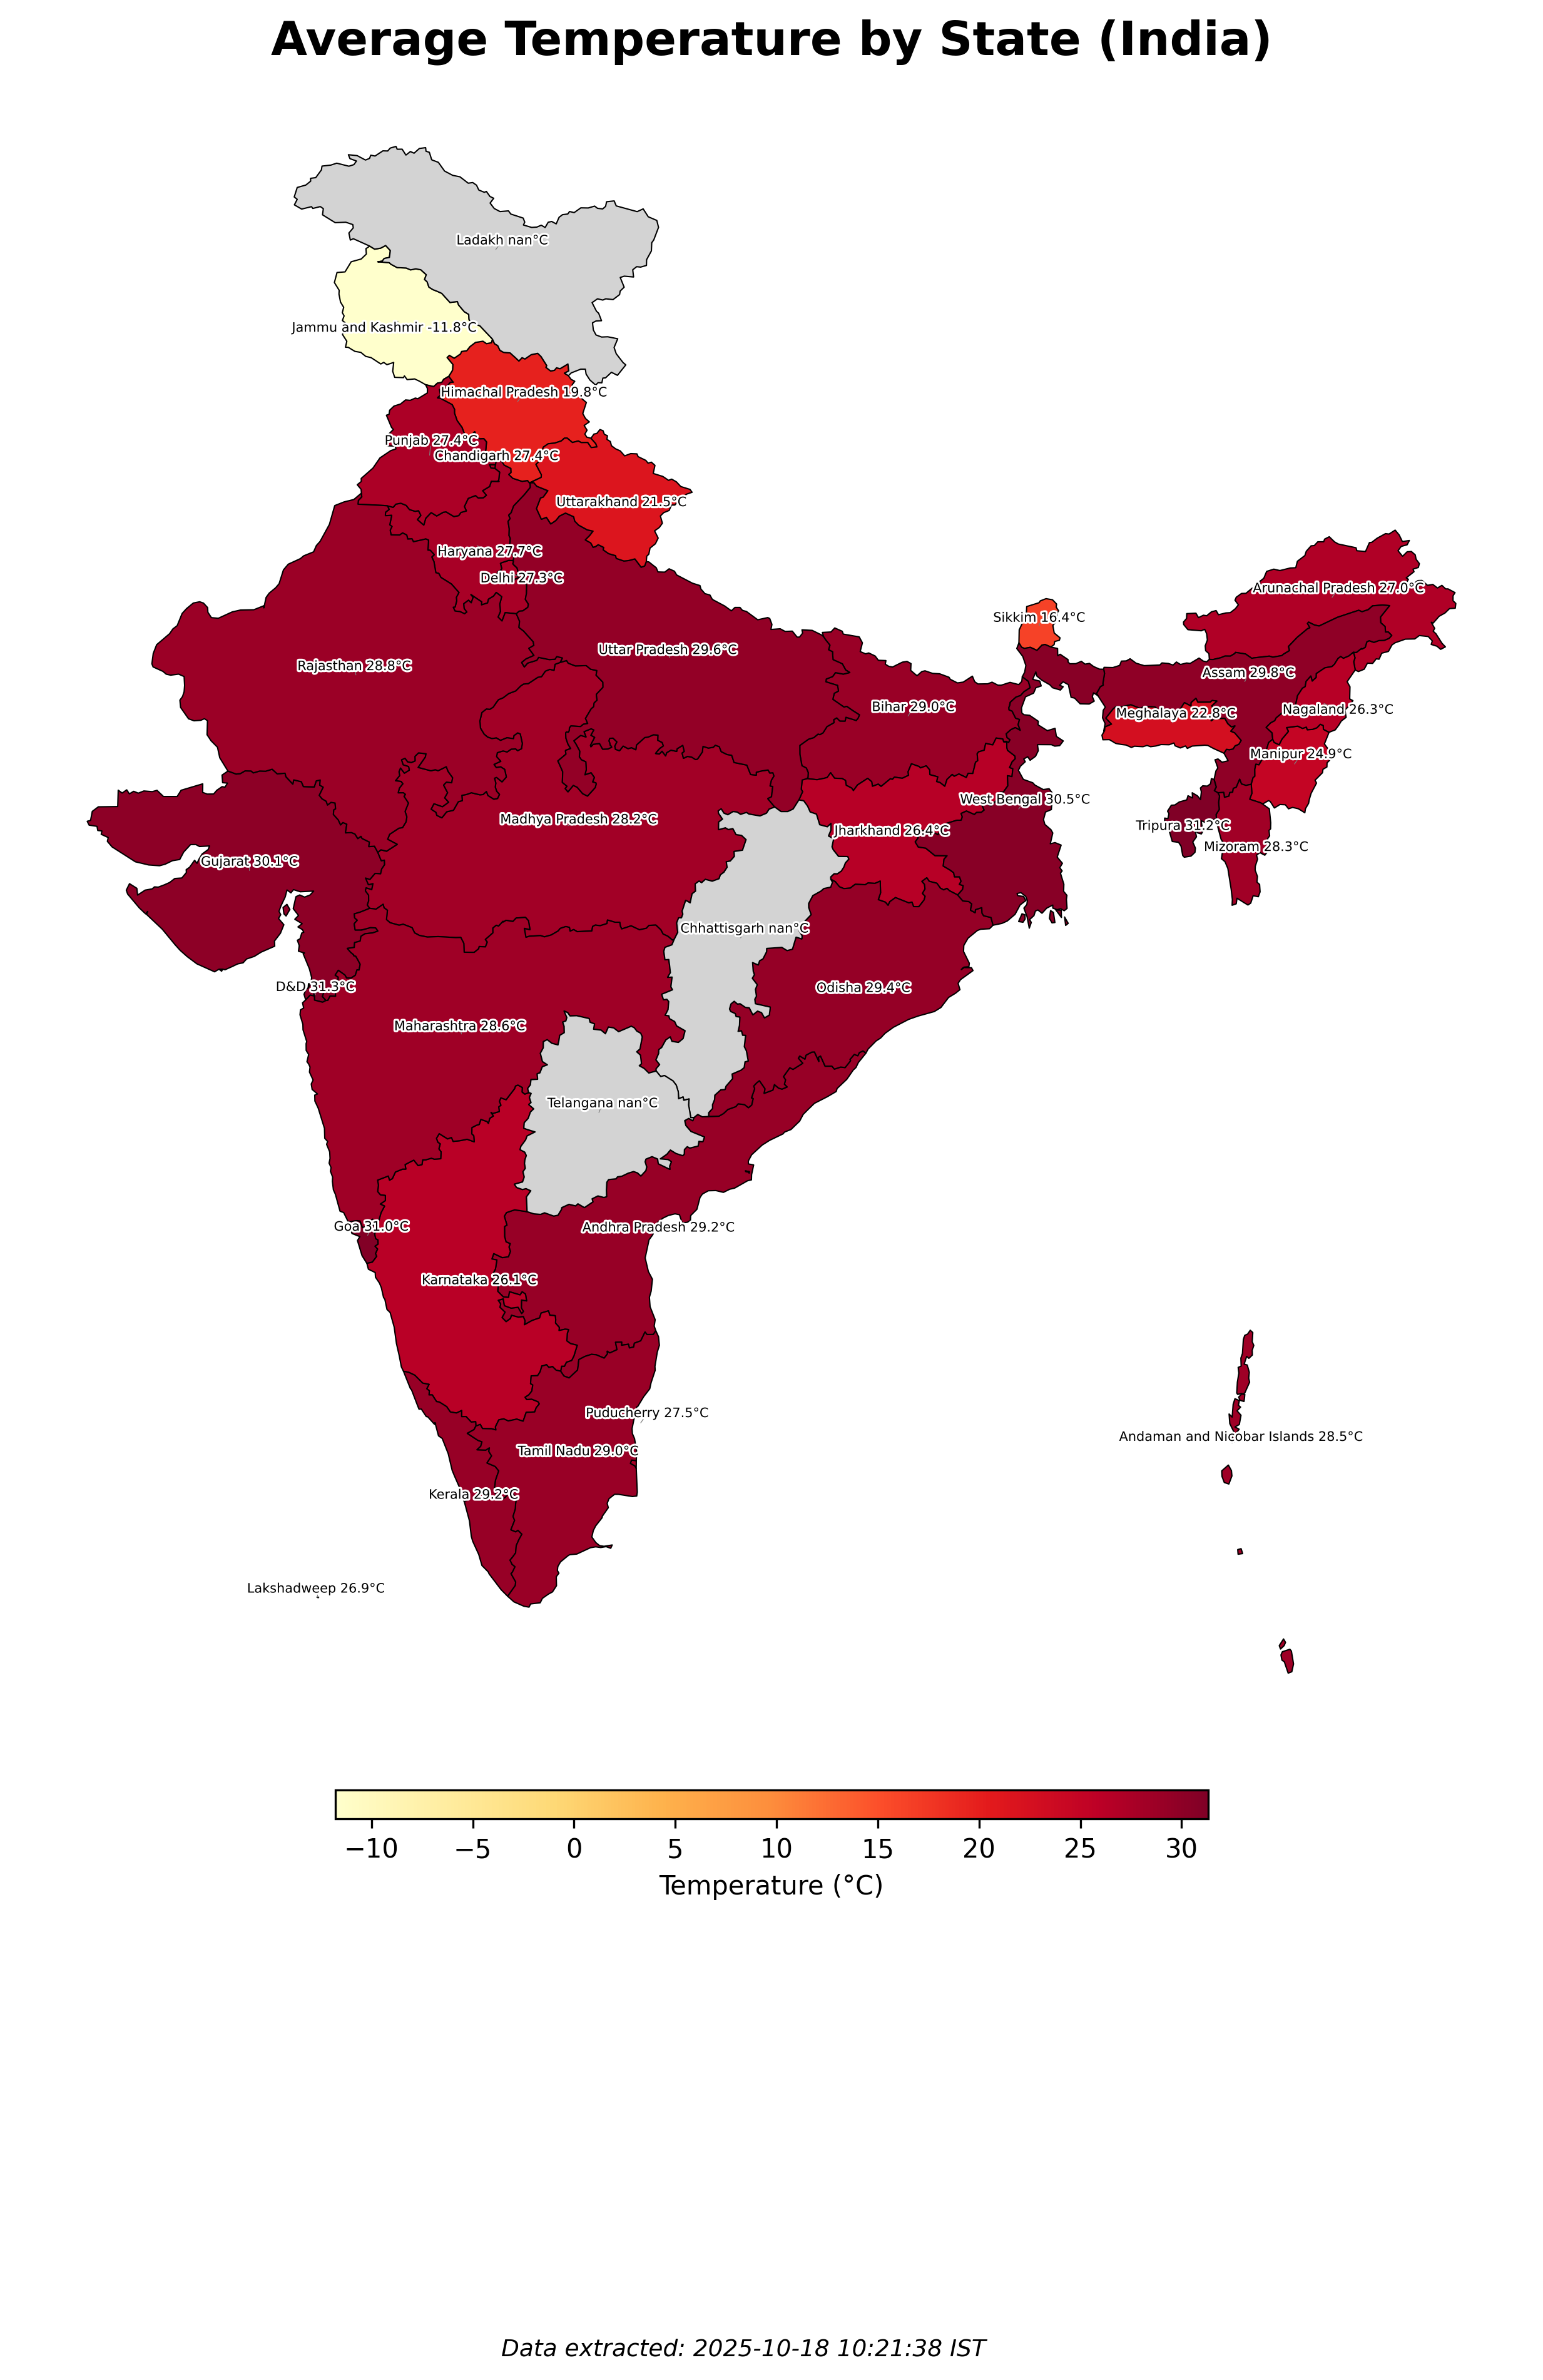 Average Temperature by State (India)
Ladakh nan°C
Jammu and Kashmir -11.8°C
Himachal Pradesh 19.8°C
Punjab 27.4°C
Chandigarh 27.4°C
Uttarakhand 21.5°C
Haryana 27.7°C
Delhi 27.3°C
Arunachal Pradesh 27.0°C
Sikkim 16.4°C
Uttar Pradesh 29.6°C
Rajasthan 28.8°C
Assam 29.8°C
Bihar 29.0°C
Nagaland 26.3°C
Meghalaya 22.8°C
Manipur 24.9°C
West Bengal 30.5°C
Madhya Pradesh 28.2°C
Tripura 31.2°C
Jharkhand 26.4°C
Mizoram 28.3°C
Gujarat 30.1°C
Chhattisgarh nan°C
D&D 31.3°C
Odisha 29.4°C
Maharashtra 28.6°C
Telangana nan°C
Goa 31.0°C
Andhra Pradesh 29.2°C
Karnataka 26.1°C
Puducherry 27.5°C
Andaman and Nicobar Islands 28.5°C
Tamil Nadu 29.0°C
Kerala 29.2°C
Lakshadweep 26.9°C
−10 −5 0 5 10 15 20 25 30
Temperature (°C)
Data extracted: 2025-10-18 10:21:38 IST